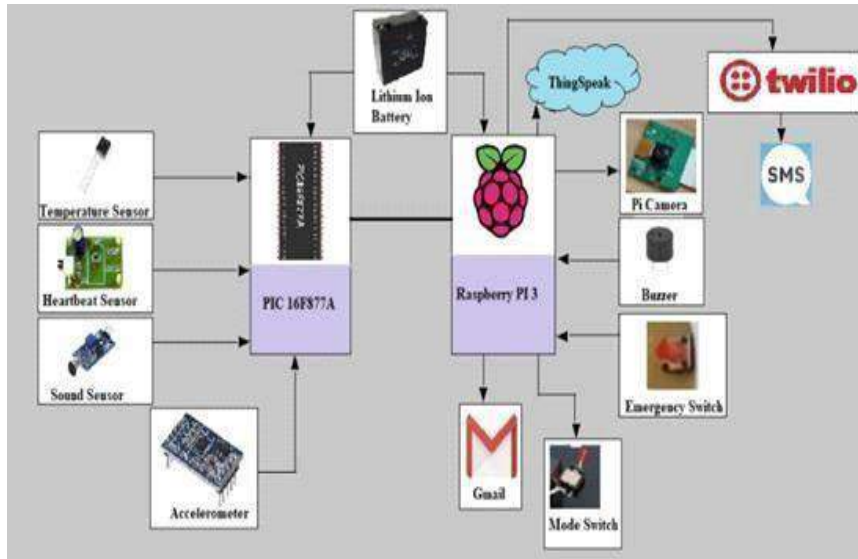 Lithium Ion
Battery
ThingSpeak
twilio
SMS
Temperature Sensor
PIC16F877A
Pi Camera
Heartbeat Sensor
PIC 16F877A
Raspberry PI 3
Buzzer
Sound Sensor
Emergency Switch
Accelerometer
Gmail
Mode Switch